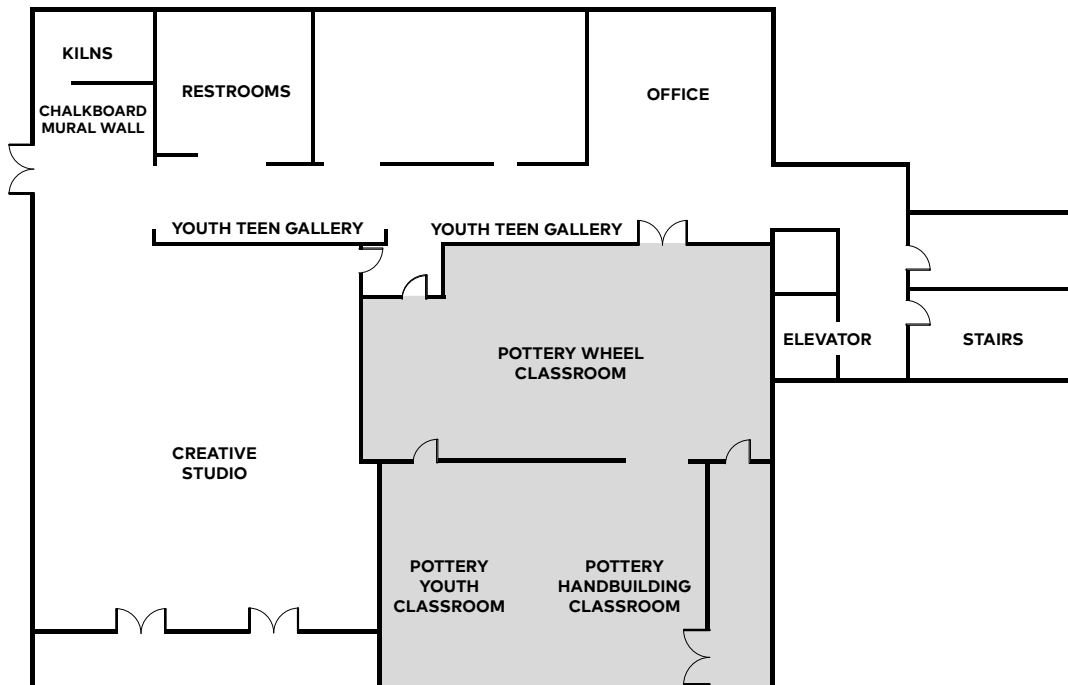 KILNS
RESTROOMS
OFFICE
CHALKBOARD
MURAL WALL
YOUTH TEEN GALLERY
YOUTH TEEN GALLERY
ELEVATOR
STAIRS
POTTERY WHEEL
CLASSROOM
CREATIVE
STUDIO
POTTERY
YOUTH
CLASSROOM
POTTERY
HANDBUILDING
CLASSROOM